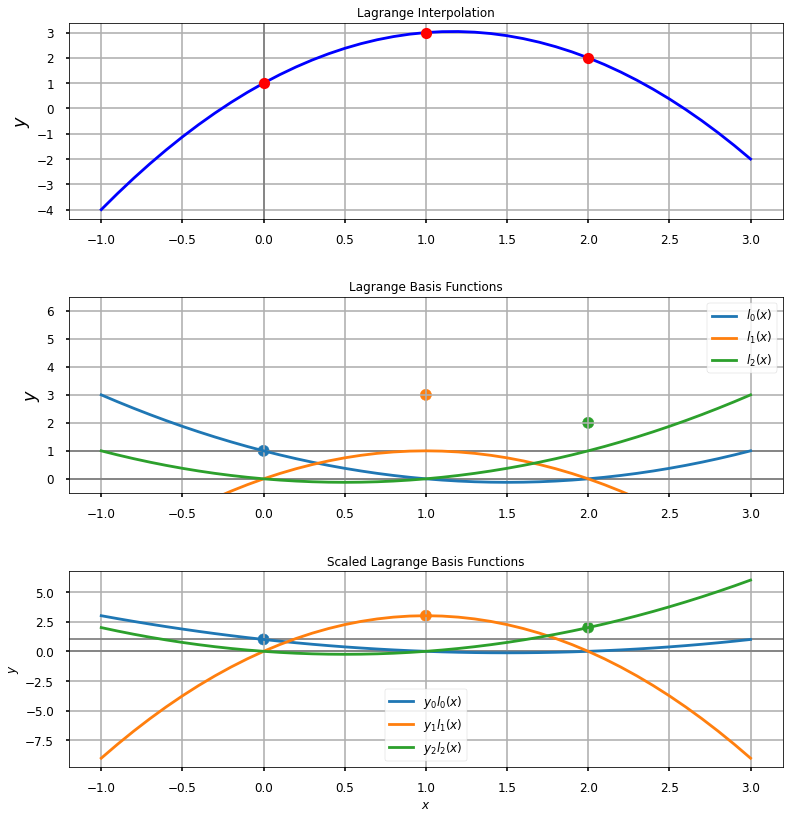 Lagrange Interpolation
3
2
1
0
−1
−2
−3
−4
y
−1.0 −0.5 0.0 0.5 1.0 1.5 2.0 2.5 3.0
Lagrange Basis Functions
6
5
4
3
2
1
0
y
l₀(x)
l₁(x)
l₂(x)
−1.0 −0.5 0.0 0.5 1.0 1.5 2.0 2.5 3.0
Scaled Lagrange Basis Functions
5.0
2.5
0.0
−2.5
−5.0
−7.5
y
y₀l₀(x)
y₁l₁(x)
y₂l₂(x)
−1.0 −0.5 0.0 0.5 1.0 1.5 2.0 2.5 3.0
x